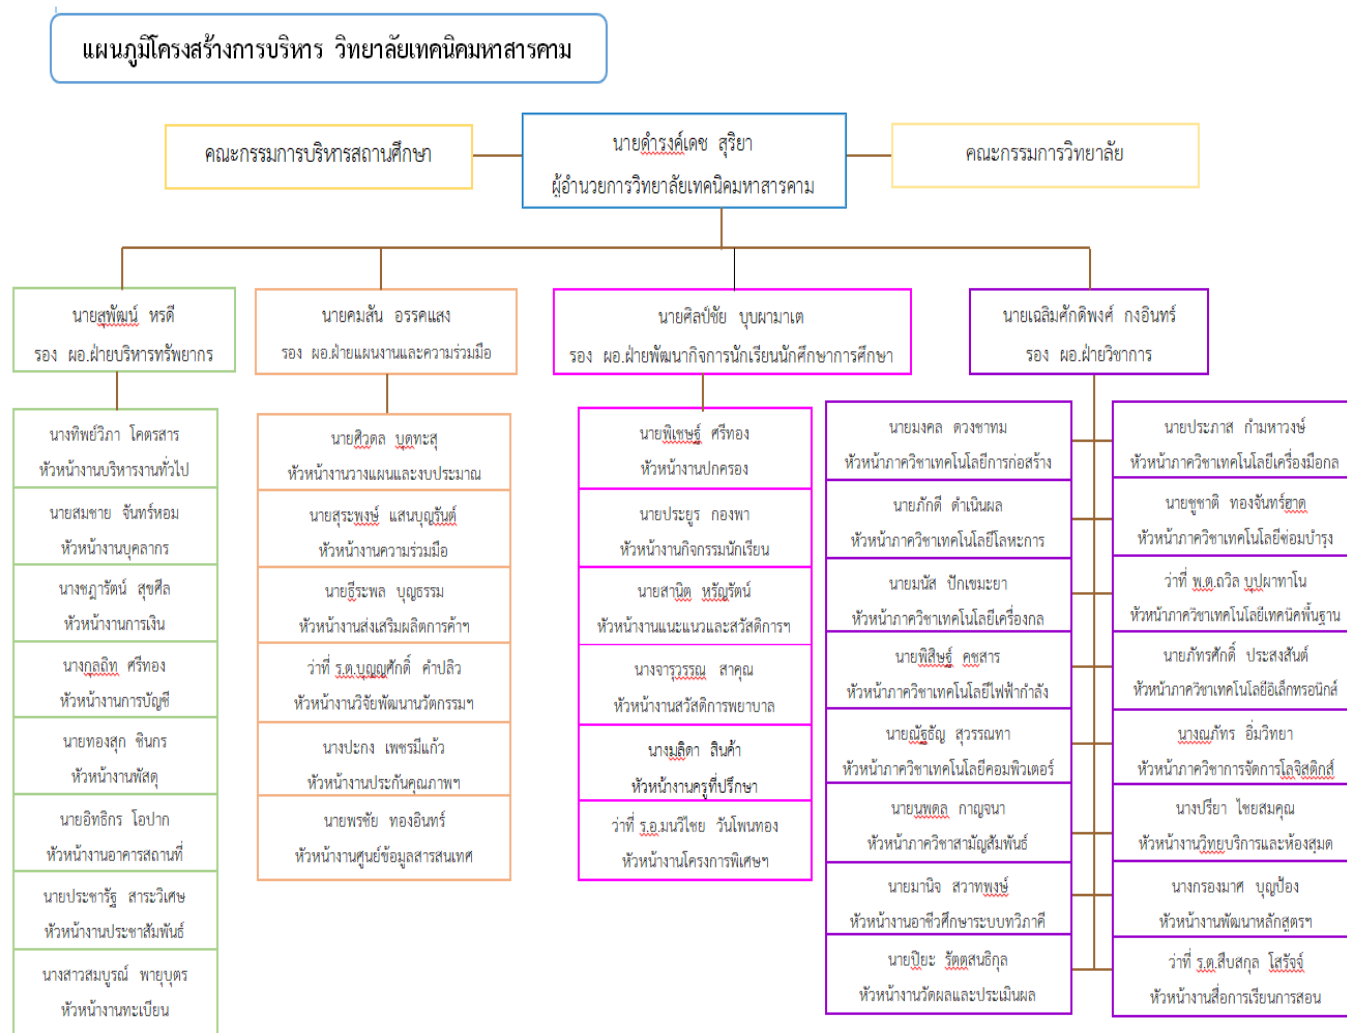 แผนภูมิโครงสร้างการบริหาร วิทยาลัยเทคนิคมหาสารคาม
คณะกรรมการบริหารสถานศึกษา
นายดำรงค์เดช สุริยา
ผู้อำนวยการวิทยาลัยเทคนิคมหาสารคาม
คณะกรรมการวิทยาลัย
นายสุพัฒน์ หรดี
รอง ผอ.ฝ่ายบริหารทรัพยากร
นางทิพย์วิภา โคตรสาร
หัวหน้างานบริหารงานทั่วไป
นายสมชาย จันทร์หอม
หัวหน้างานบุคลากร
นางชฎารัตน์ สุขศีล
หัวหน้างานการเงิน
นางกุลถิท ศรีทอง
หัวหน้างานการบัญชี
นายทองสุก ชินกร
หัวหน้างานพัสดุ
นายอิทธิกร โอปาก
หัวหน้างานอาคารสถานที่
นายประชารัฐ สาระวิเศษ
หัวหน้างานประชาสัมพันธ์
นางสาวสมบูรณ์ พายุบุตร
หัวหน้างานทะเบียน
นายคมสัน อรรคแสง
รอง ผอ.ฝ่ายแผนงานและความร่วมมือ
นายศิวดล บุดทะสุ
หัวหน้างานวางแผนและงบประมาณ
นายสุระพงษ์ แสนบุญรันต์
หัวหน้างานความร่วมมือ
นายธีระพล บุญธรรม
หัวหน้างานส่งเสริมผลิตการค้าฯ
ว่าที่ ร.ต.บุญญศักดิ์ คำปลิว
หัวหน้างานวิจัยพัฒนานวัตกรรมฯ
นางปะกง เพชรมีแก้ว
หัวหน้างานประกันคุณภาพฯ
นายพรชัย ทองอินทร์
หัวหน้างานศูนย์ข้อมูลสารสนเทศ
นายศิลป์ชัย บุบผามาเต
รอง ผอ.ฝ่ายพัฒนากิจการนักเรียนนักศึกษาการศึกษา
นายพิเชษฐ์ ศรีทอง
หัวหน้างานปกครอง
นายประยูร กองพา
หัวหน้างานกิจกรรมนักเรียน
นายสานิต หรัญรัตน์
หัวหน้างานแนะแนวและสวัสดิการฯ
นางจารุวรรณ สาคุณ
หัวหน้างานสวัสดิการพยาบาล
นางมลิดา สินค้า
หัวหน้างานครูที่ปรึกษา
ว่าที่ ร.อ.มนวิไชย วันโพนทอง
หัวหน้างานโครงการพิเศษฯ
นายเฉลิมศักดิพงศ์ กงอินทร์
รอง ผอ.ฝ่ายวิชาการ
นายมงคล ดวงชาทม
หัวหน้าภาควิชาเทคโนโลยีการก่อสร้าง
นายภักดี ดำเนินผล
หัวหน้าภาควิชาเทคโนโลยีโลหะการ
นายมนัส ปักเขมะยา
หัวหน้าภาควิชาเทคโนโลยีเครื่องกล
นายพิสิษฐ์ คชสาร
หัวหน้าภาควิชาเทคโนโลยีไฟฟ้ากำลัง
นายณัฐธัญ สุวรรณทา
หัวหน้าภาควิชาเทคโนโลยีคอมพิวเตอร์
นายนพดล กาญจนา
หัวหน้าภาควิชาสามัญสัมพันธ์
นายมานิจ สวาทพงษ์
หัวหน้างานอาชีวศึกษาระบบทวิภาคี
นายปิยะ รัตตสนธิกุล
หัวหน้างานวัดผลและประเมินผล
นายประภาส กำมหาวงษ์
หัวหน้าภาควิชาเทคโนโลยีเครื่องมือกล
นายชูชาติ ทองจันทร์ฮาด
หัวหน้าภาควิชาเทคโนโลยีซ่อมบำรุง
ว่าที่ พ.ต.ถวิล บุปผาทาโน
หัวหน้าภาควิชาเทคโนโลยีเทคนิคพื้นฐาน
นายภัทรศักดิ์ ประสงสันต์
หัวหน้าภาควิชาเทคโนโลยีอิเล็กทรอนิกส์
นางณภัทร อิ่มวิทยา
หัวหน้าภาควิชาการจัดการโลจิสติกส์
นางปรียา ไชยสมคุณ
หัวหน้างานวิทยบริการและห้องสมุด
นางกรองมาศ บุญป้อง
หัวหน้างานพัฒนาหลักสูตรฯ
ว่าที่ ร.ต.สืบสกุล โสรัจจ์
หัวหน้างานสื่อการเรียนการสอน